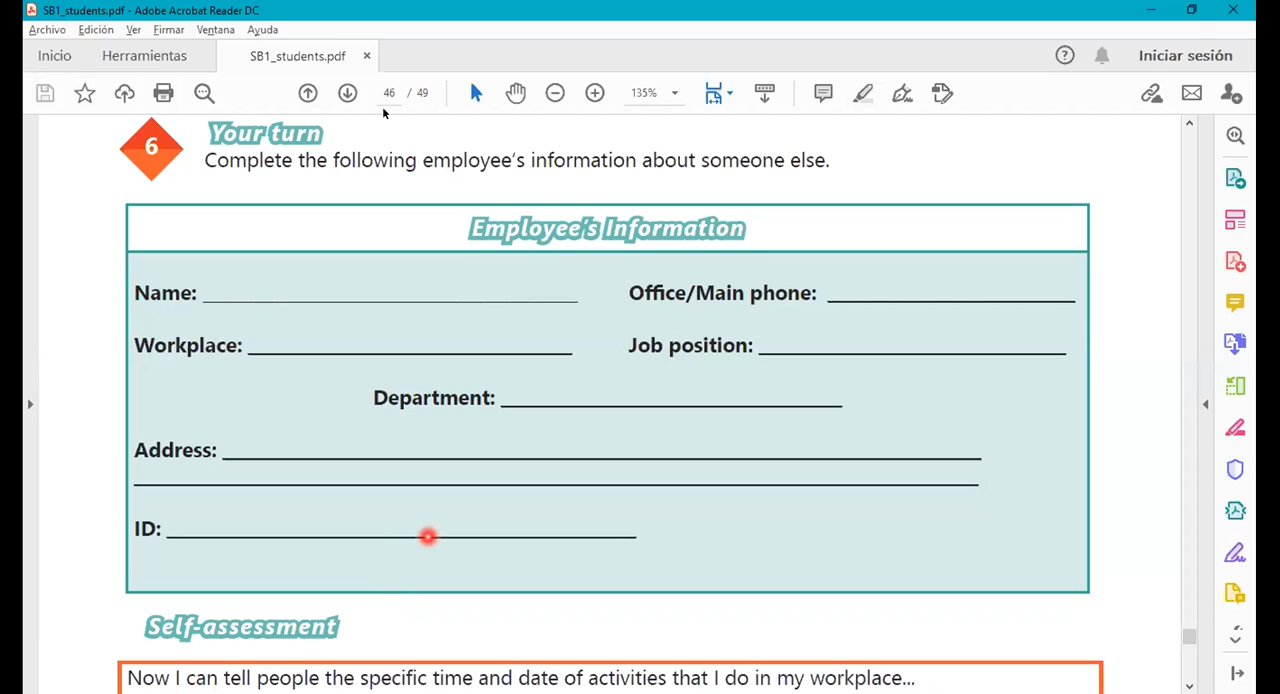 SB1_students.pdf - Adobe Acrobat Reader DC
Archivo Edición Ver Firmar Ventana Ayuda
Inicio Herramientas SB1_students.pdf × Iniciar sesión
46 / 49 135%
6 Your turn
Complete the following employee's information about someone else.
Employee's Information
Name: Office/Main phone:
Workplace: Job position:
Department:
Address:
ID:
Self-assessment
Now I can tell people the specific time and date of activities that I do in my workplace...